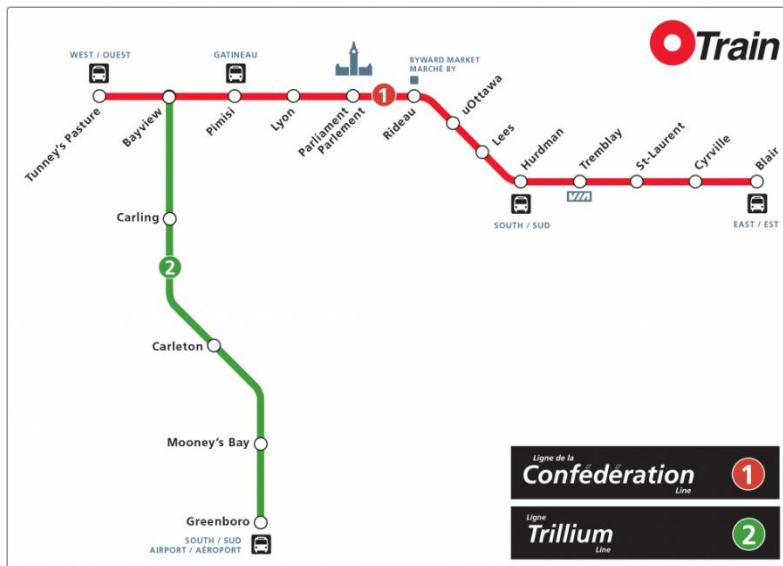 Train
WEST / OUEST
GATINEAU
BYWARD MARKET
MARCHÉ BY
1
Tunney's Pasture
Bayview
Pimisi
Lyon
Parliament
Parlement
Rideau
uOttawa
Lees
Hurdman
Tremblay
St-Laurent
Cyrville
Blair
VIA
SOUTH / SUD
EAST / EST
Carling
2
Carleton
Mooney's Bay
Greenboro
SOUTH / SUD
AIRPORT / AÉROPORT
Ligne de la
Confédération
Line
1
Ligne
Trillium
Line
2